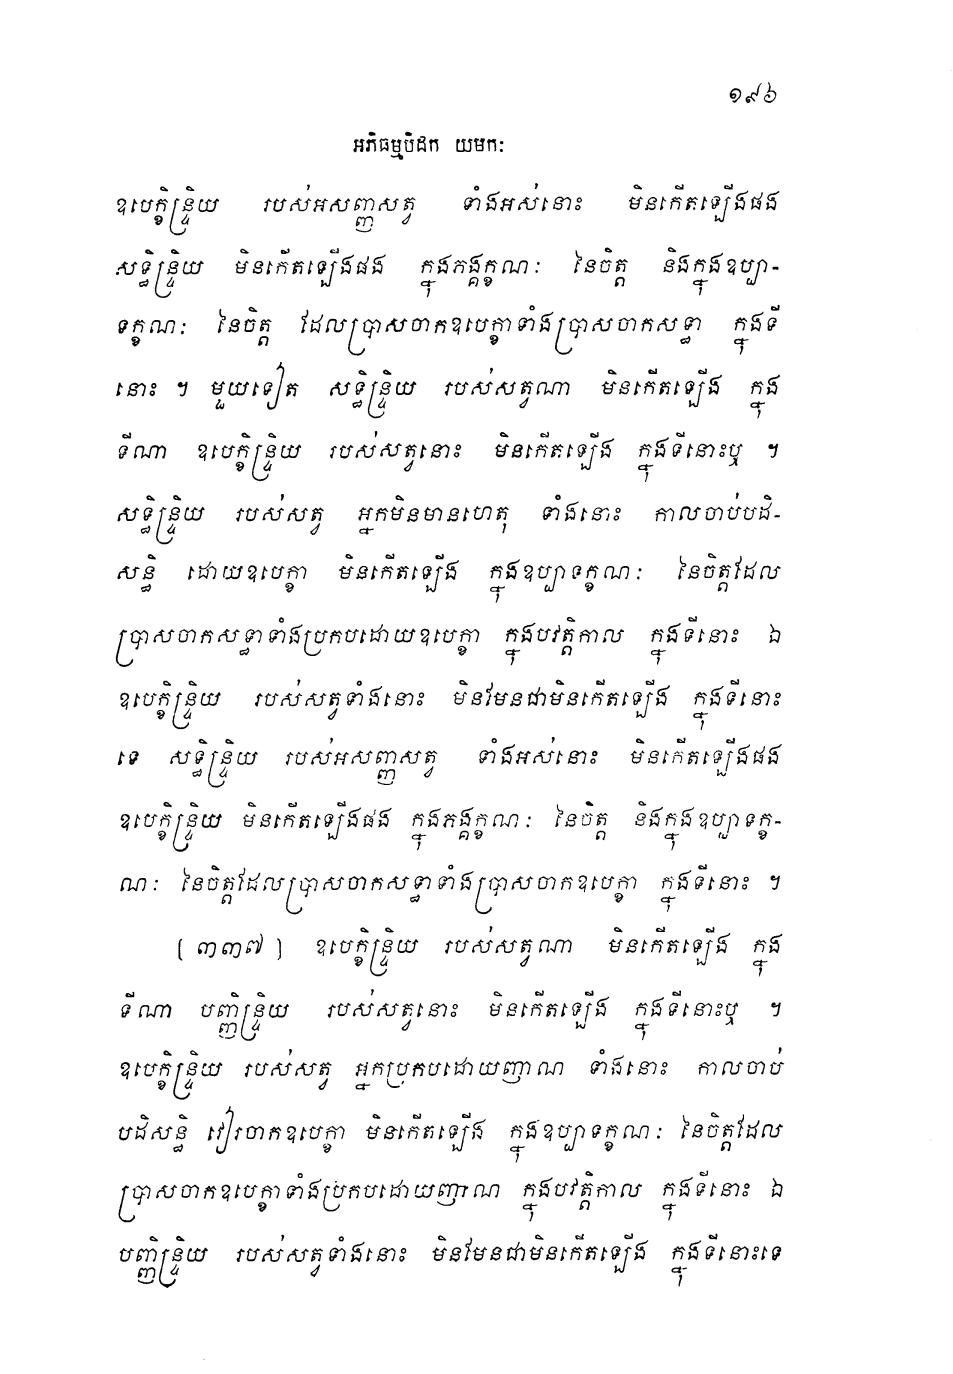 ១៩៦
អភិធម្មបិដក យមកៈ
ឧបេក្ខិន្ទ្រិយ របស់អសញ្ញសត្វ ទាំងអស់នោះ មិនកើតឡើងផង
សទ្ធិន្ទ្រិយ មិនកើតឡើងផង ក្នុងភង្គក្ខណៈ នៃចិត្ត និងក្នុងឧប្បា-
ទក្ខណៈ នៃចិត្ត ដែលប្រាសចាកឧបេក្ខាទាំងប្រាសចាកសទ្ធា ក្នុងទី
នោះ ។ មួយទៀត សទ្ធិន្ទ្រិយ របស់សត្វណា មិនកើតឡើង ក្នុង
ទីណា ឧបេក្ខិន្ទ្រិយ របស់សត្វនោះ មិនកើតឡើង ក្នុងទីនោះឬ ។
សទ្ធិន្ទ្រិយ របស់សត្វ អ្នកមិនមានហេតុ ទាំងនោះ កាលចាប់បដិ-
សន្ធិ ដោយឧបេក្ខា មិនកើតឡើង ក្នុងឧប្បាទក្ខណៈ នៃចិត្តដែល
ប្រាសចាកសទ្ធាទាំងប្រកបដោយឧបេក្ខា ក្នុងបវត្តិកាល ក្នុងទីនោះ ឯ
ឧបេក្ខិន្ទ្រិយ របស់សត្វទាំងនោះ មិនមែនជាមិនកើតឡើង ក្នុងទីនោះ
ទេ សទ្ធិន្ទ្រិយ របស់អសញ្ញសត្វ ទាំងអស់នោះ មិនកើតឡើងផង
ឧបេក្ខិន្ទ្រិយ មិនកើតឡើងផង ក្នុងភង្គក្ខណៈ នៃចិត្ត និងក្នុងឧប្បាទក្ខ-
ណៈ នៃចិត្តដែលប្រាសចាកសទ្ធាទាំងប្រាសចាកឧបេក្ខា ក្នុងទីនោះ ។
[ ៣៣៧ ] ឧបេក្ខិន្ទ្រិយ របស់សត្វណា មិនកើតឡើង ក្នុង
ទីណា បញ្ញិន្ទ្រិយ របស់សត្វនោះ មិនកើតឡើង ក្នុងទីនោះឬ ។
ឧបេក្ខិន្ទ្រិយ របស់សត្វ អ្នកប្រកបដោយញាណ ទាំងនោះ កាលចាប់
បដិសន្ធិ វៀរចាកឧបេក្ខា មិនកើតឡើង ក្នុងឧប្បាទក្ខណៈ នៃចិត្តដែល
ប្រាសចាកឧបេក្ខាទាំងប្រកបដោយញាណ ក្នុងបវត្តិកាល ក្នុងទីនោះ ឯ
បញ្ញិន្ទ្រិយ របស់សត្វទាំងនោះ មិនមែនជាមិនកើតឡើង ក្នុងទីនោះទេ